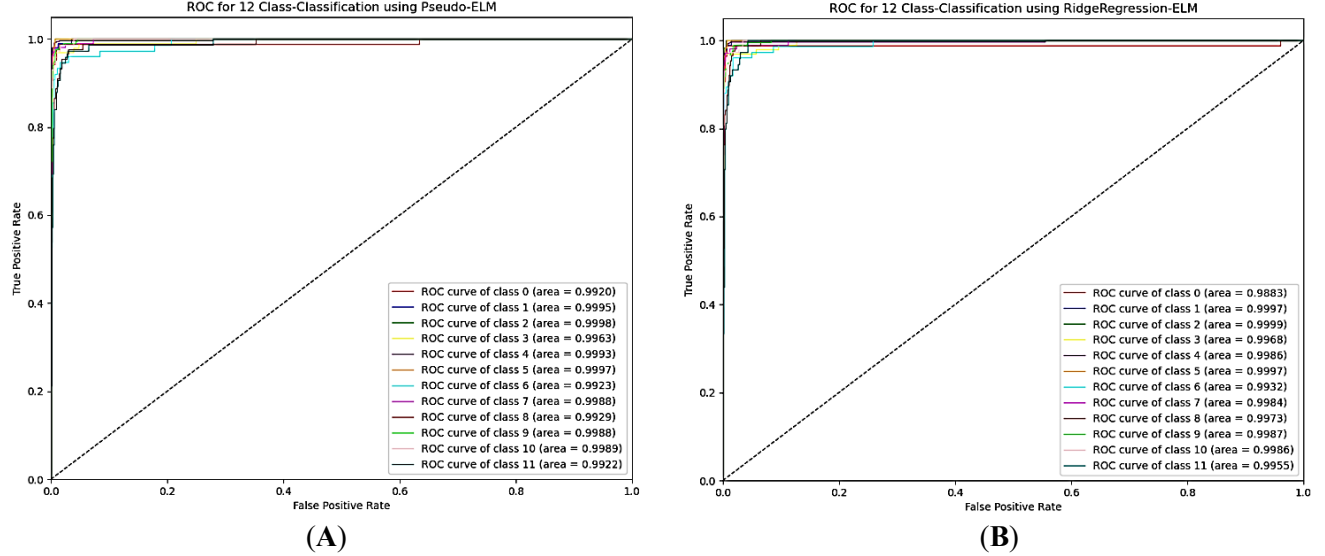 ROC for 12 Class-Classification using Pseudo-ELM
1.0
0.8
0.6
0.4
0.2
0.0
True Positive Rate
ROC curve of class 0 (area = 0.9920)
ROC curve of class 1 (area = 0.9995)
ROC curve of class 2 (area = 0.9998)
ROC curve of class 3 (area = 0.9963)
ROC curve of class 4 (area = 0.9993)
ROC curve of class 5 (area = 0.9997)
ROC curve of class 6 (area = 0.9923)
ROC curve of class 7 (area = 0.9988)
ROC curve of class 8 (area = 0.9929)
ROC curve of class 9 (area = 0.9988)
ROC curve of class 10 (area = 0.9989)
ROC curve of class 11 (area = 0.9922)
0.0 0.2 0.4 0.6 0.8 1.0
False Positive Rate
(A)
ROC for 12 Class-Classification using RidgeRegression-ELM
1.0
0.8
0.6
0.4
0.2
0.0
True Positive Rate
ROC curve of class 0 (area = 0.9883)
ROC curve of class 1 (area = 0.9997)
ROC curve of class 2 (area = 0.9999)
ROC curve of class 3 (area = 0.9968)
ROC curve of class 4 (area = 0.9986)
ROC curve of class 5 (area = 0.9997)
ROC curve of class 6 (area = 0.9932)
ROC curve of class 7 (area = 0.9984)
ROC curve of class 8 (area = 0.9973)
ROC curve of class 9 (area = 0.9987)
ROC curve of class 10 (area = 0.9986)
ROC curve of class 11 (area = 0.9955)
0.0 0.2 0.4 0.6 0.8 1.0
False Positive Rate
(B)